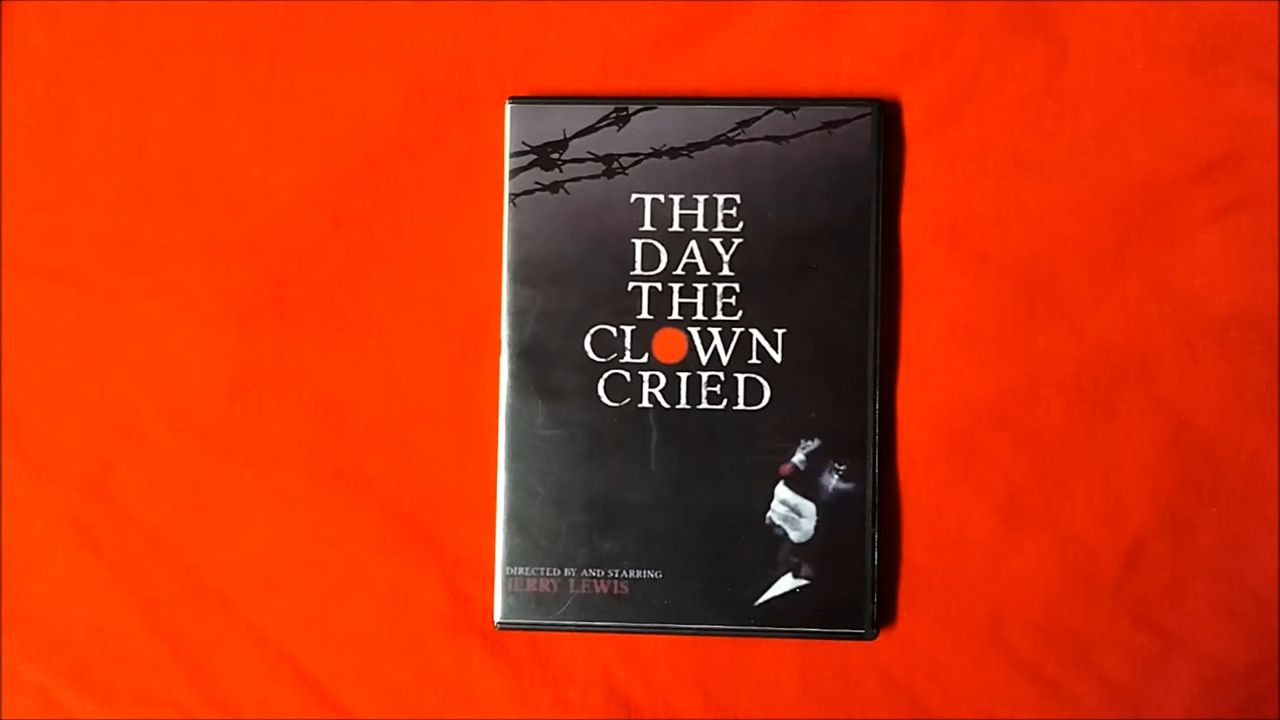 THE
DAY
THE
CLOWN
CRIED
DIRECTED BY AND STARRING
JERRY LEWIS